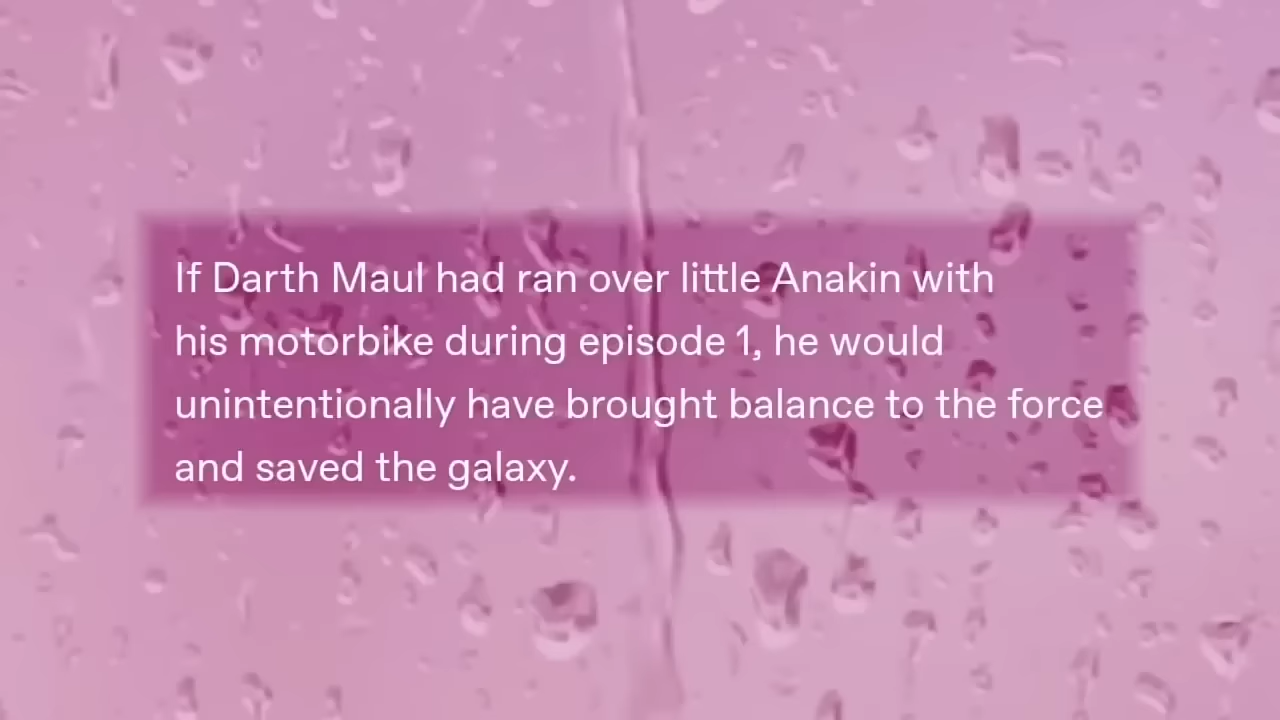 If Darth Maul had ran over little Anakin with
his motorbike during episode 1, he would
unintentionally have brought balance to the force
and saved the galaxy.